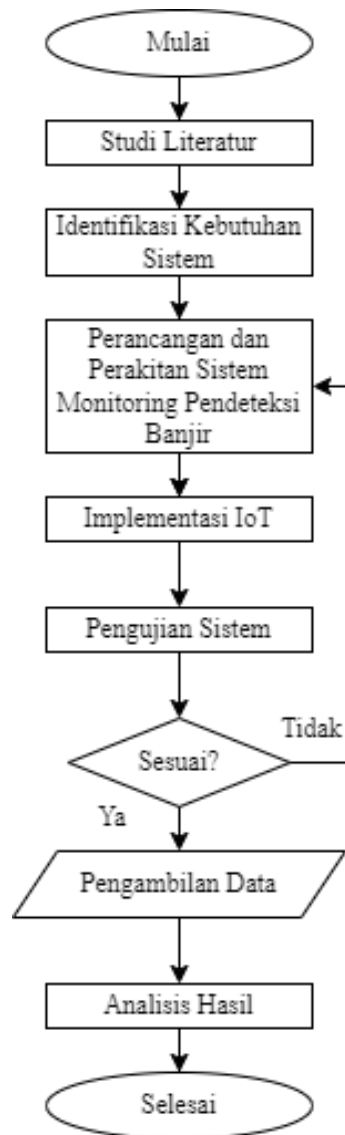 Mulai
Studi Literatur
Identifikasi Kebutuhan
Sistem
Perancangan dan
Perakitan Sistem
Monitoring Pendeteksi
Banjir
Implementasi IoT
Pengujian Sistem
Tidak
Sesuai?
Ya
Pengambilan Data
Analisis Hasil
Selesai